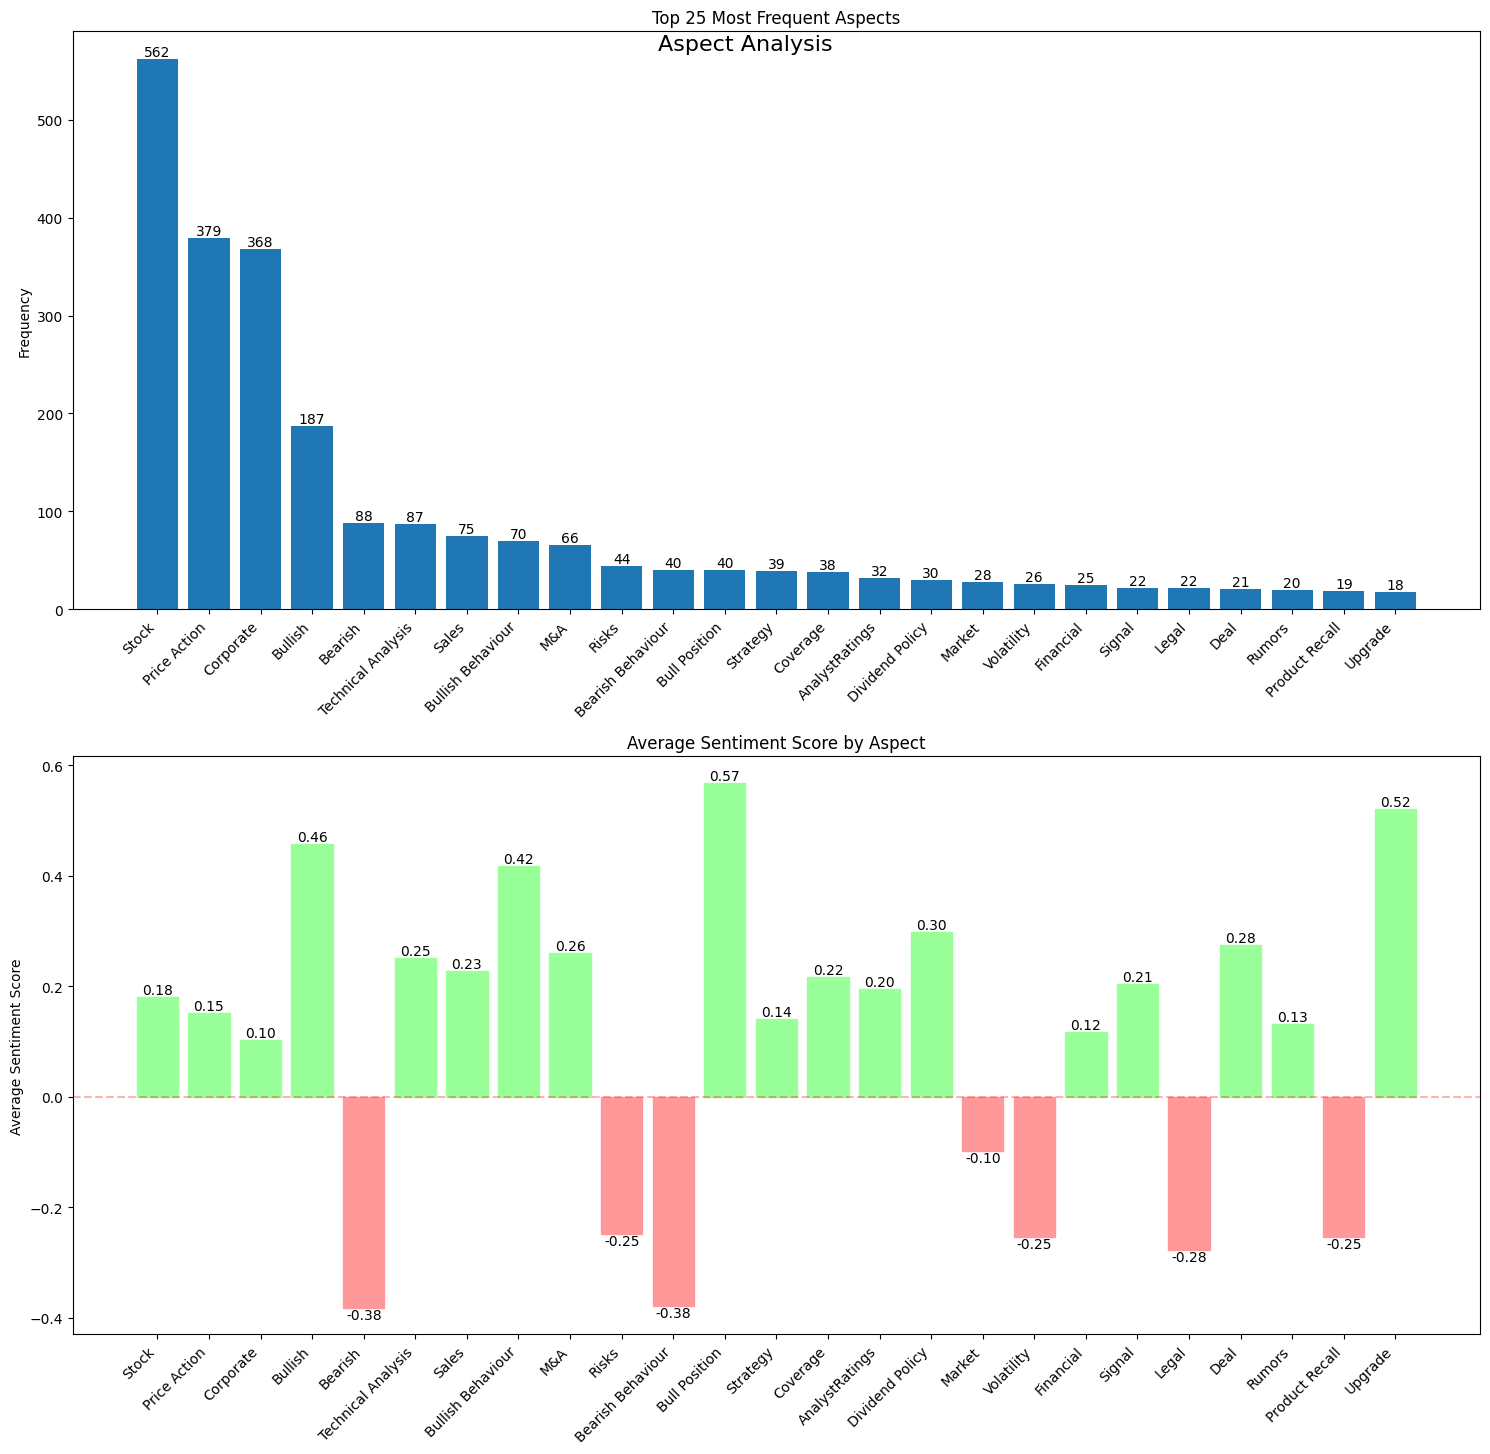 Top 25 Most Frequent Aspects
Aspect Analysis
Frequency
500
400
300
200
100
0
562
379
368
187
88
87
75
70
66
44
40
40
39
38
32
30
28
26
25
22
22
21
20
19
18
Stock
Price Action
Corporate
Bullish
Bearish
Technical Analysis
Sales
Bullish Behaviour
M&A
Risks
Bearish Behaviour
Bull Position
Strategy
Coverage
AnalystRatings
Dividend Policy
Market
Volatility
Financial
Signal
Legal
Deal
Rumors
Product Recall
Upgrade
Average Sentiment Score by Aspect
Average Sentiment Score
0.6
0.4
0.2
0.0
−0.2
−0.4
0.18
0.15
0.10
0.46
-0.38
0.25
0.23
0.42
0.26
-0.25
-0.38
0.57
0.14
0.22
0.20
0.30
-0.10
-0.25
0.12
0.21
-0.28
0.28
0.13
-0.25
0.52
Stock
Price Action
Corporate
Bullish
Bearish
Technical Analysis
Sales
Bullish Behaviour
M&A
Risks
Bearish Behaviour
Bull Position
Strategy
Coverage
AnalystRatings
Dividend Policy
Market
Volatility
Financial
Signal
Legal
Deal
Rumors
Product Recall
Upgrade